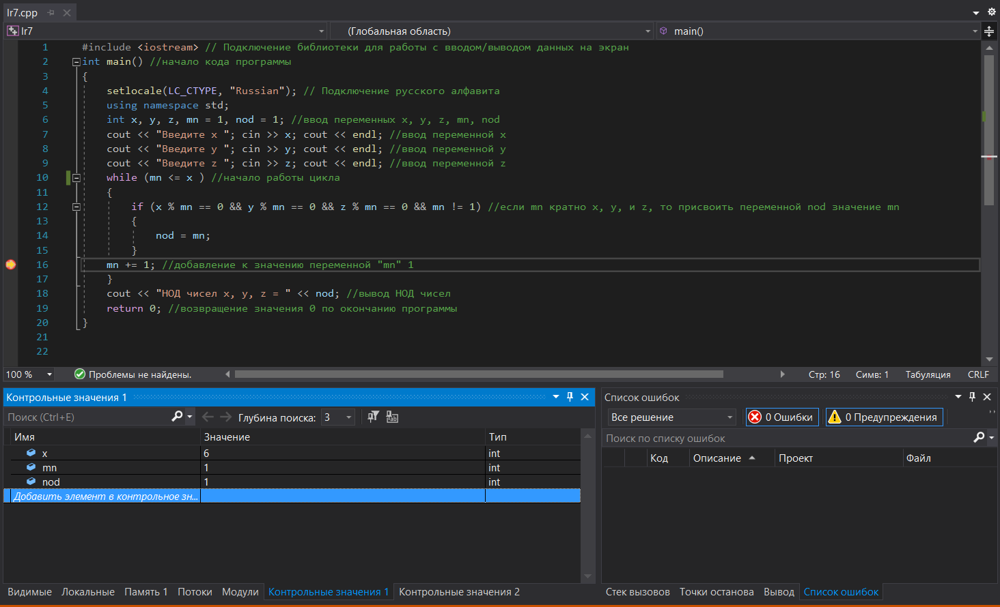 lr7.cpp
lr7 (Глобальная область) main()
1 #include <iostream> // Подключение библиотеки для работы с вводом/выводом данных на экран
2 int main() //начало кода программы
3 {
4 setlocale(LC_CTYPE, "Russian"); // Подключение русского алфавита
5 using namespace std;
6 int x, y, z, mn = 1, nod = 1; //ввод переменных x, y, z, mn, nod
7 cout << "Введите x "; cin >> x; cout << endl; //ввод переменной x
8 cout << "Введите y "; cin >> y; cout << endl; //ввод переменной y
9 cout << "Введите z "; cin >> z; cout << endl; //ввод переменной z
10 while (mn <= x ) //начало работы цикла
11 {
12 if (x % mn == 0 && y % mn == 0 && z % mn == 0 && mn != 1) //если mn кратно x, y, и z, то присвоить переменной nod значение mn
13 {
14 nod = mn;
15 }
16 mn += 1; //добавление к значению переменной "mn" 1
17 }
18 cout << "НОД чисел x, y, z = " << nod; //вывод НОД чисел
19 return 0; //возвращение значения 0 по окончанию программы
20 }
21
22
100 % Проблемы не найдены. Стр: 16 Симв: 1 Табуляция CRLF
Контрольные значения 1
Поиск (Ctrl+E) Глубина поиска: 3
Имя Значение Тип
x 6 int
mn 1 int
nod 1 int
Добавить элемент в контрольное зн...
Видимые Локальные Память 1 Потоки Модули Контрольные значения 1 Контрольные значения 2
Список ошибок
Все решение 0 Ошибки 0 Предупреждения
Поиск по списку ошибок
Код Описание Проект Файл
Стек вызовов Точки останова Вывод Список ошибок